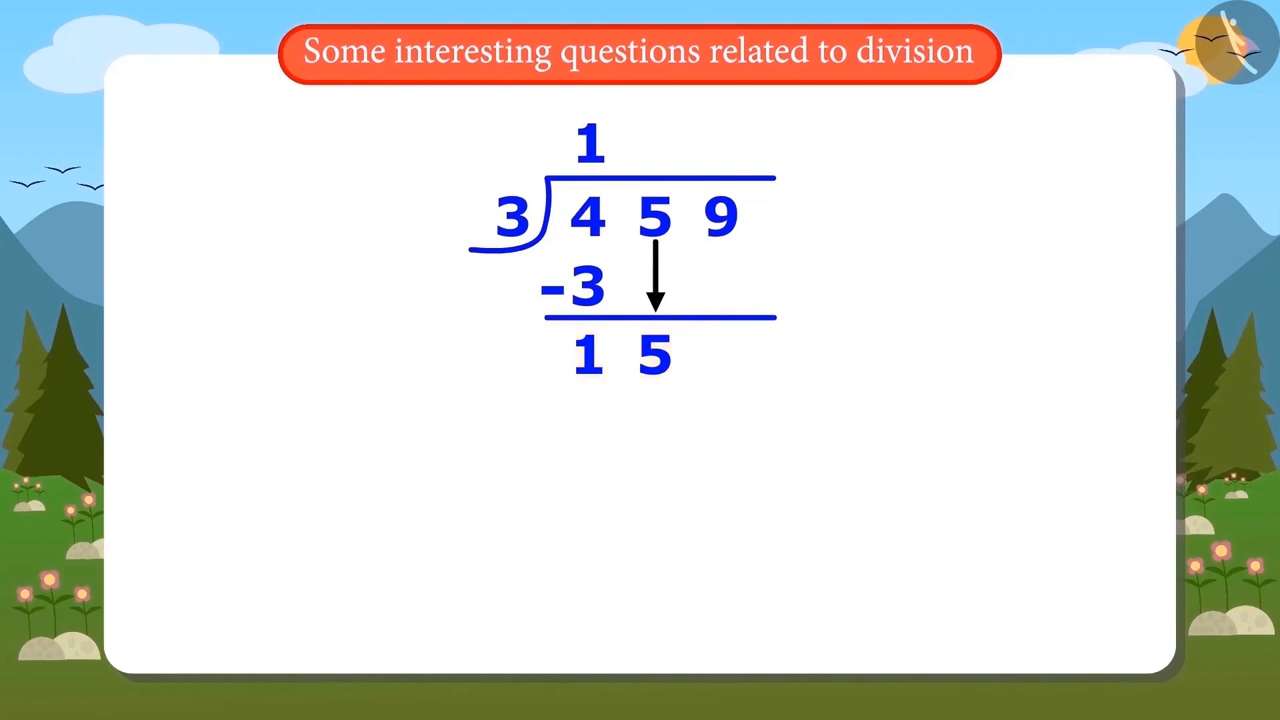 Some interesting questions related to division
1
3 4 5 9
-3
1 5